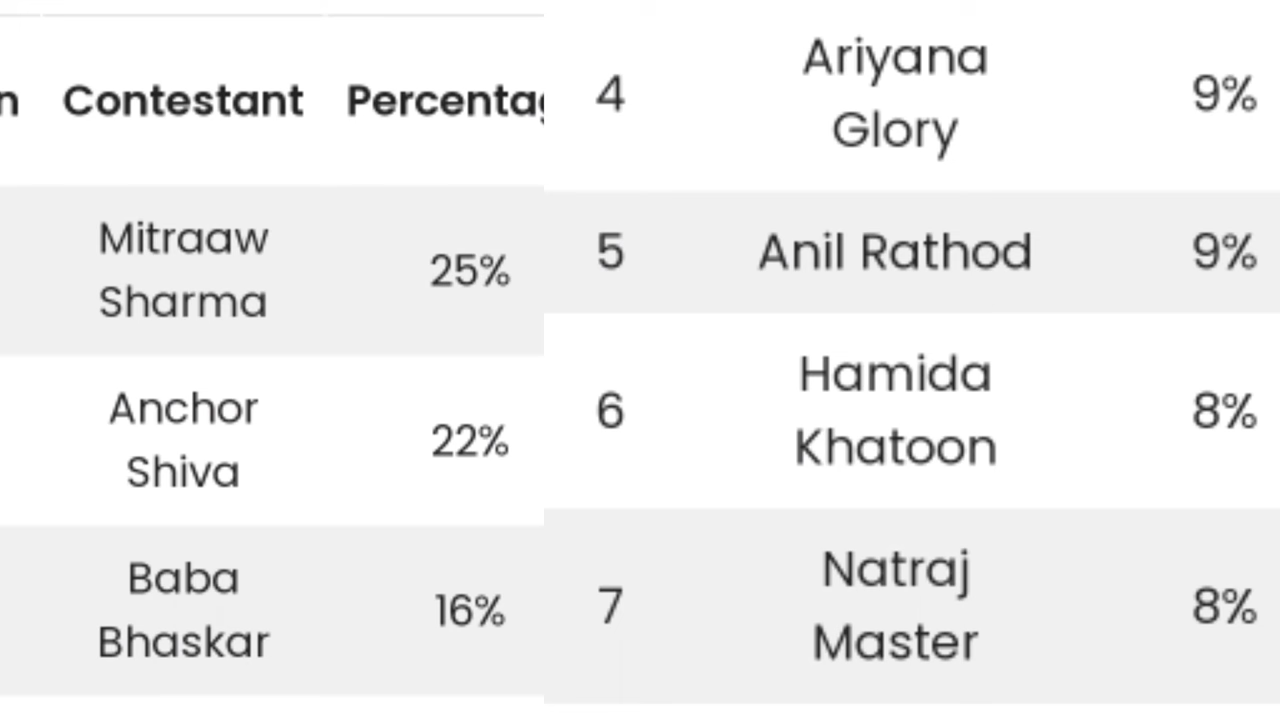 n Contestant Percentag
Mitraaw
Sharma
25%
Anchor
Shiva
22%
Baba
Bhaskar
16%
4
Ariyana
Glory
9%
5 Anil Rathod 9%
6
Hamida
Khatoon
8%
7
Natraj
Master
8%